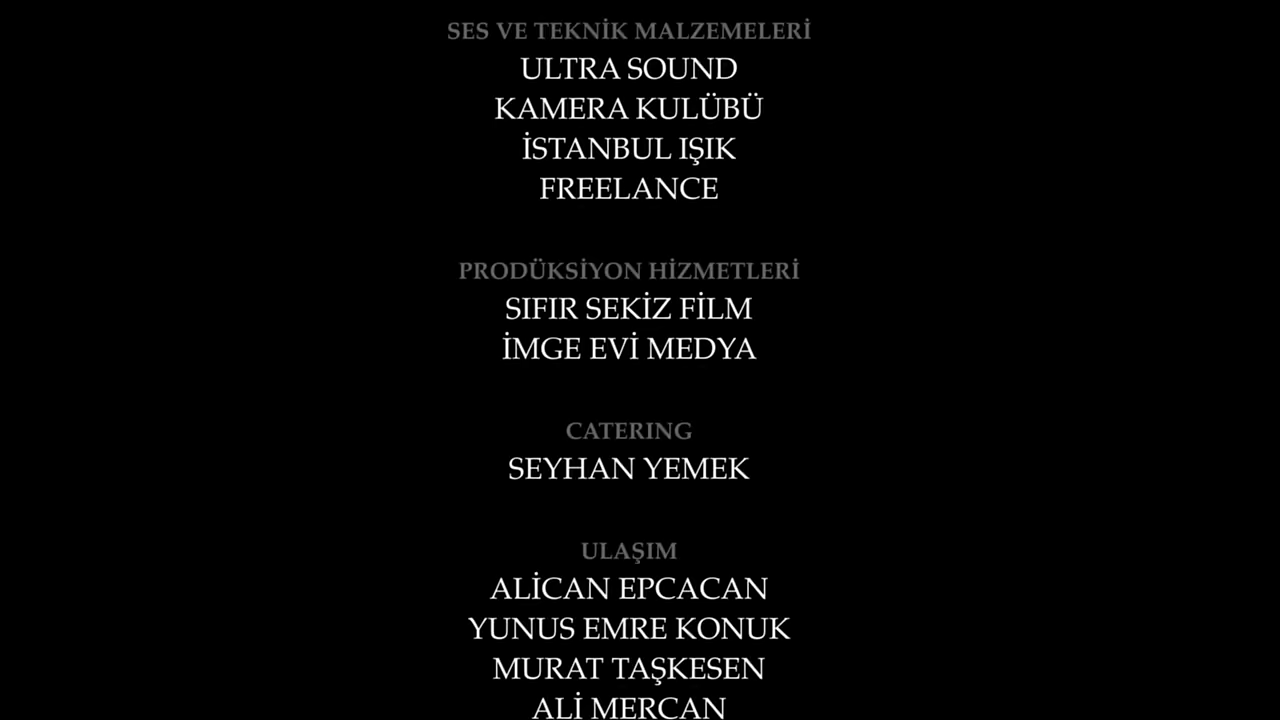 SES VE TEKNİK MALZEMELERİ
ULTRA SOUND
KAMERA KULÜBÜ
İSTANBUL IŞIK
FREELANCE
PRODÜKSİYON HİZMETLERİ
SIFIR SEKİZ FİLM
İMGE EVİ MEDYA
CATERING
SEYHAN YEMEK
ULAŞIM
ALİCAN EPCACAN
YUNUS EMRE KONUK
MURAT TAŞKESEN
ALİ MERCAN